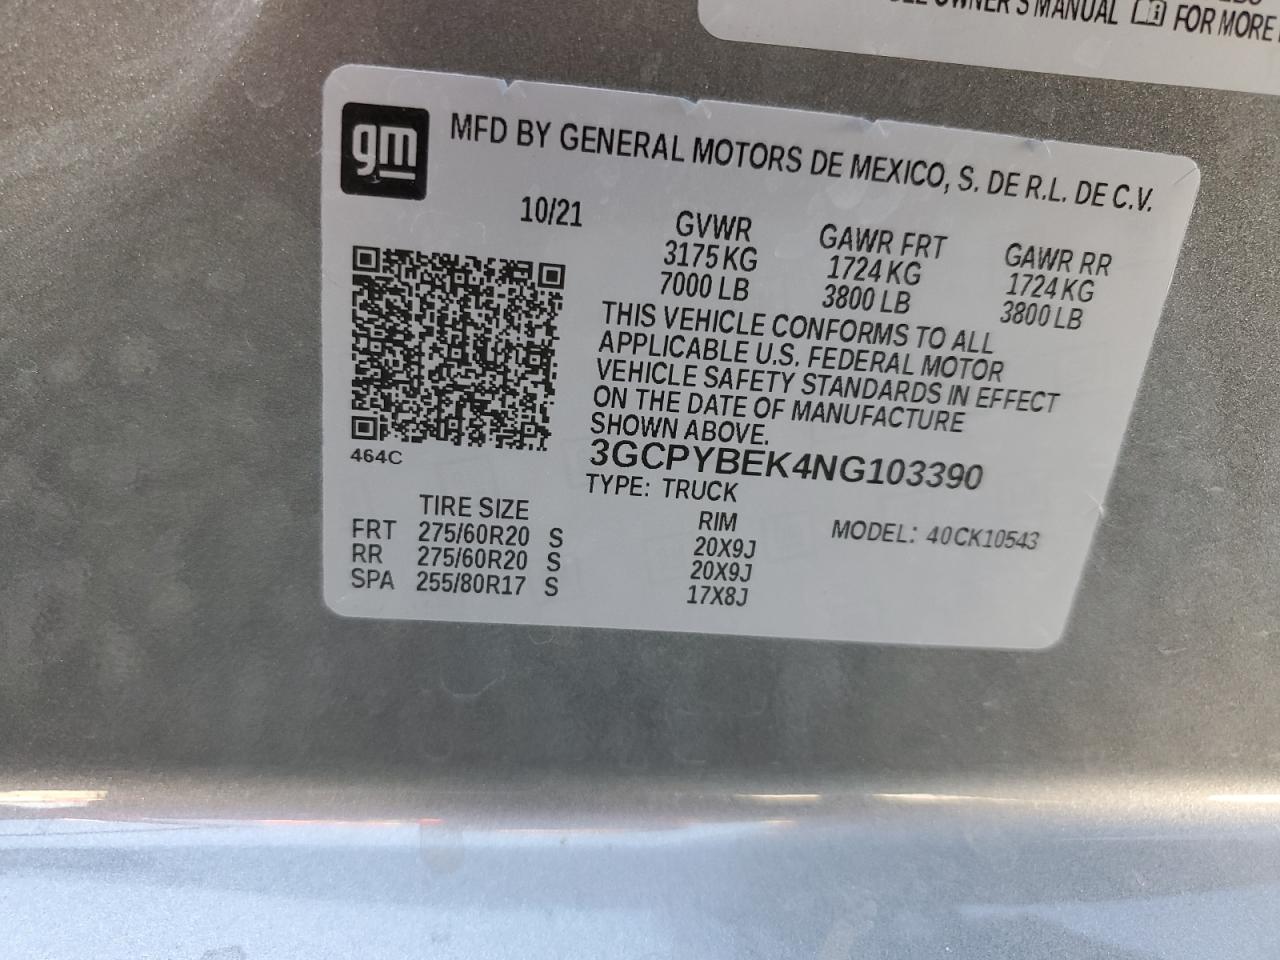 OWNER'S MANUAL FOR MORE
gm
MFD BY GENERAL MOTORS DE MEXICO, S. DE R.L. DE C.V.
10/21
GVWR GAWR FRT GAWR RR
3175 KG 1724 KG 1724 KG
7000 LB 3800 LB 3800 LB
THIS VEHICLE CONFORMS TO ALL
APPLICABLE U.S. FEDERAL MOTOR
VEHICLE SAFETY STANDARDS IN EFFECT
ON THE DATE OF MANUFACTURE
SHOWN ABOVE.
464C
3GCPYBEK4NG103390
TYPE: TRUCK
MODEL: 40CK10543
TIRE SIZE RIM
FRT 275/60R20 S 20X9J
RR 275/60R20 S 20X9J
SPA 255/80R17 S 17X8J